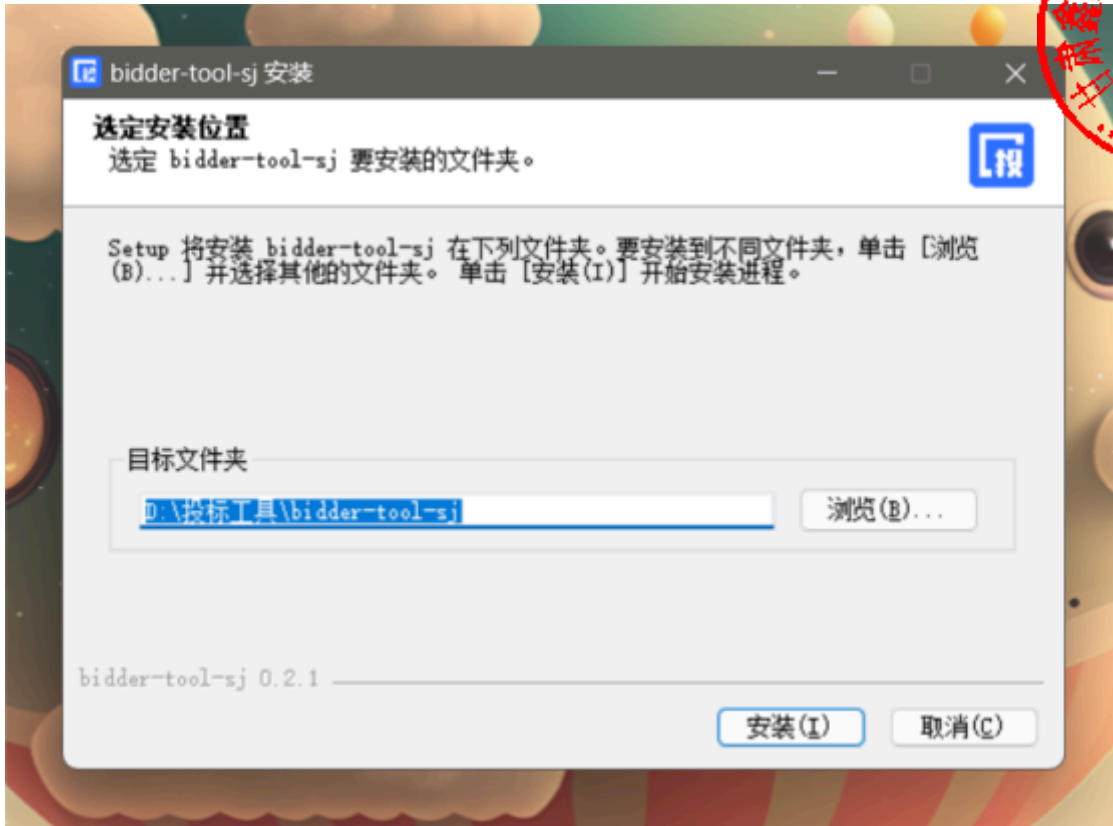 bidder-tool-sj 安装
选定安装位置
选定 bidder-tool-sj 要安装的文件夹。
投
Setup 将安装 bidder-tool-sj 在下列文件夹。要安装到不同文件夹，单击 [浏览
(B)...] 并选择其他的文件夹。 单击 [安装(I)] 开始安装进程。
目标文件夹
D:\投标工具\bidder-tool-sj
浏览(B)...
bidder-tool-sj 0.2.1
安装(I)
取消(C)